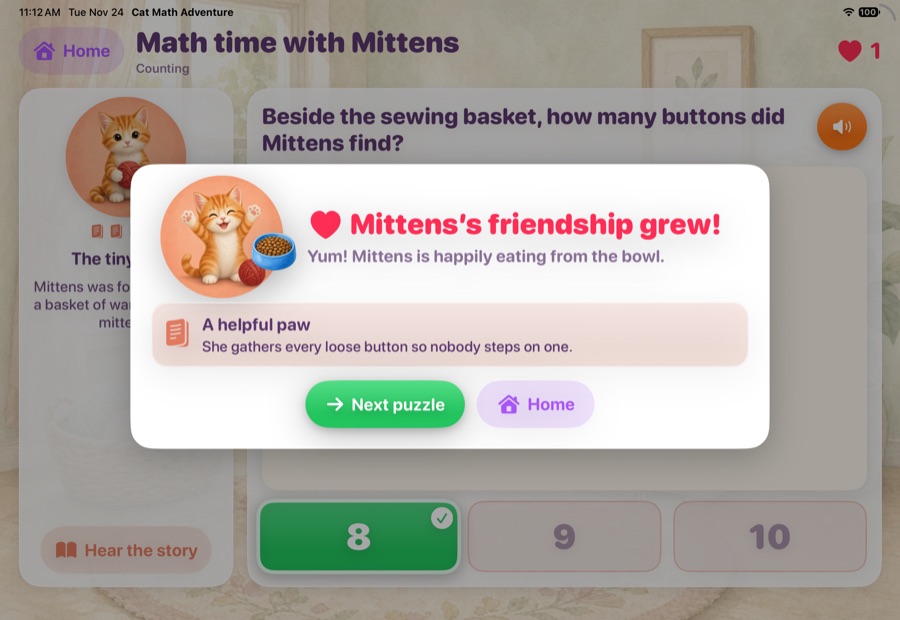 11:12 AM Tue Nov 24 Cat Math Adventure
100
Home
Math time with Mittens
Counting
1
Beside the sewing basket, how many buttons did
Mittens find?
The tiny
Mittens was fo
a basket of wa
mitte
Hear the story
Mittens's friendship grew!
Yum! Mittens is happily eating from the bowl.
A helpful paw
She gathers every loose button so nobody steps on one.
Next puzzle
Home
8
9
10